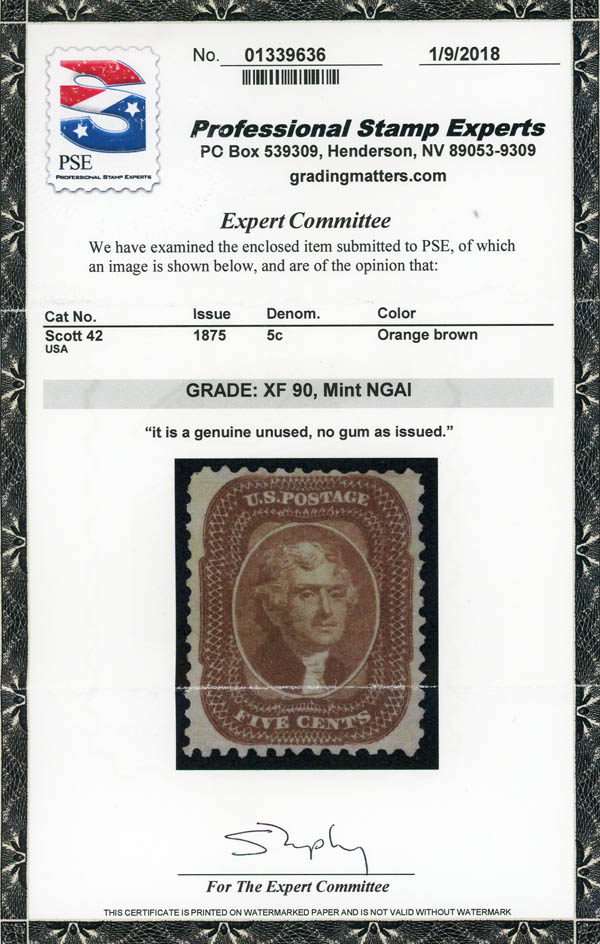 No. 01339636 1/9/2018
PSE
PROFESSIONAL STAMP EXPERTS
Professional Stamp Experts
PO Box 539309, Henderson, NV 89053-9309
gradingmatters.com
Expert Committee
We have examined the enclosed item submitted to PSE, of which
an image is shown below, and are of the opinion that:
Cat No. Issue Denom. Color
Scott 42 1875 5c Orange brown
USA
GRADE: XF 90, Mint NGAI
“it is a genuine unused, no gum as issued.”
U.S. POSTAGE
FIVE CENTS
For The Expert Committee
THIS CERTIFICATE IS PRINTED ON WATERMARKED PAPER AND IS NOT VALID WITHOUT WATERMARK